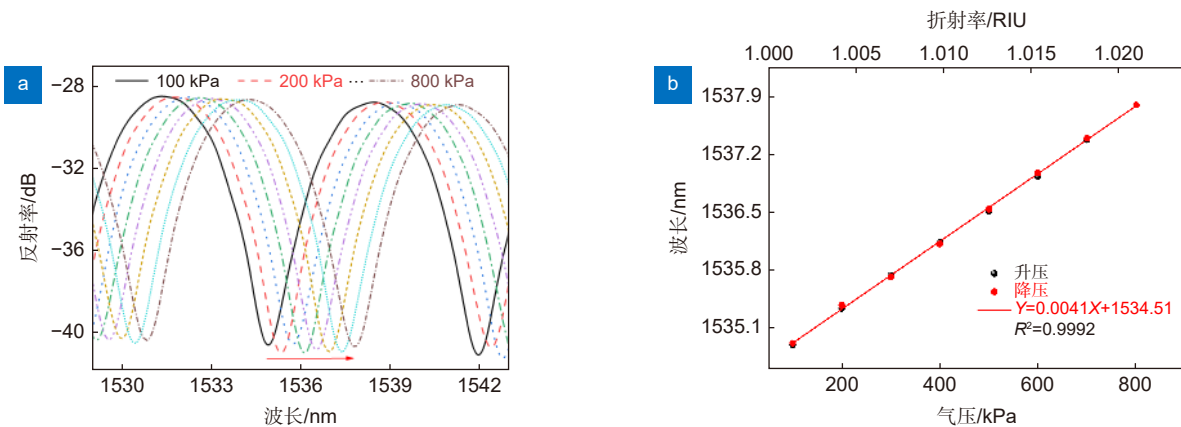 a
100 kPa 200 kPa ··· 800 kPa
−28
−32
−36
−40
反射率/dB
1530 1533 1536 1539 1542
波长/nm
折射率/RIU
1.000 1.005 1.010 1.015 1.020
b
1537.9
1537.2
1536.5
1535.8
1535.1
波长/nm
升压
降压
Y=0.0041X+1534.51
R²=0.9992
200 400 600 800
气压/kPa